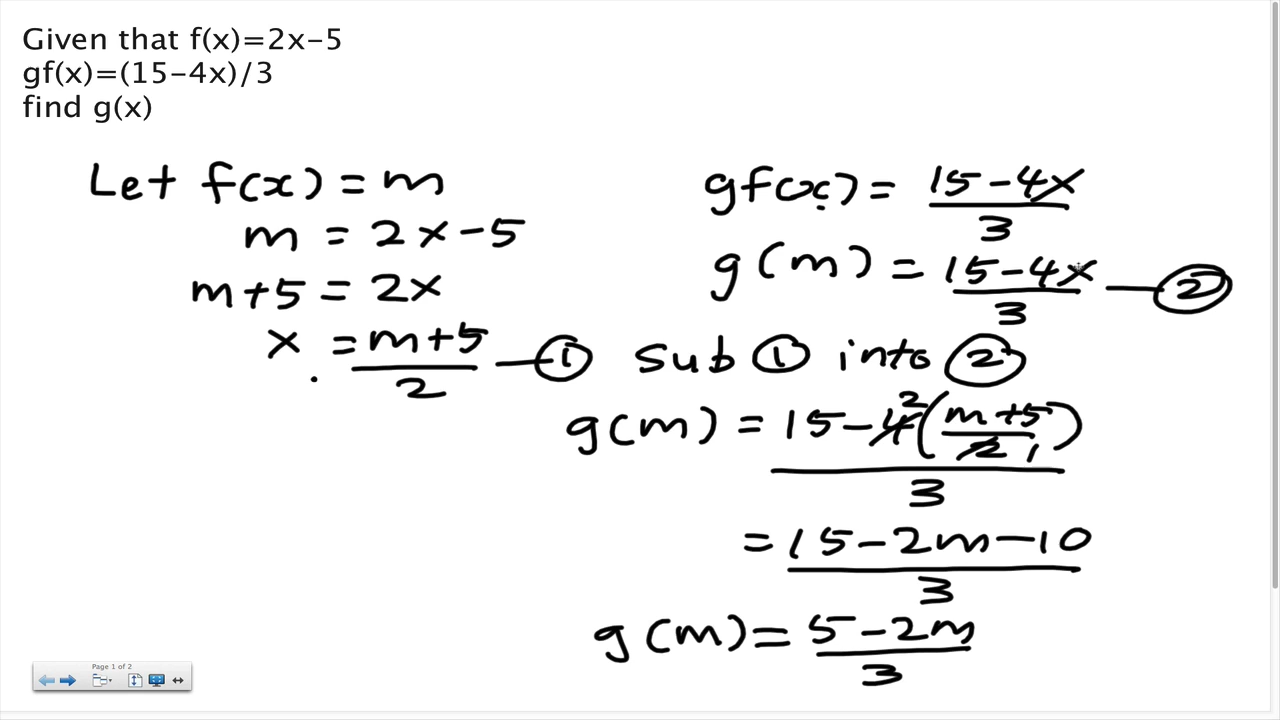 Given that f(x)=2x-5
gf(x)=(15-4x)/3
find g(x)
Let f(x) = m
m = 2x-5
m+5 = 2x
x = m+5/2 — ①
gf(x) = 15-4x/3
g(m) = 15-4x/3 — ②
Sub ① into ②
g(m) = 15-4 2(m+5/2 1)/3
= 15-2m-10/3
g(m) = 5-2m/3
Page 1 of 2